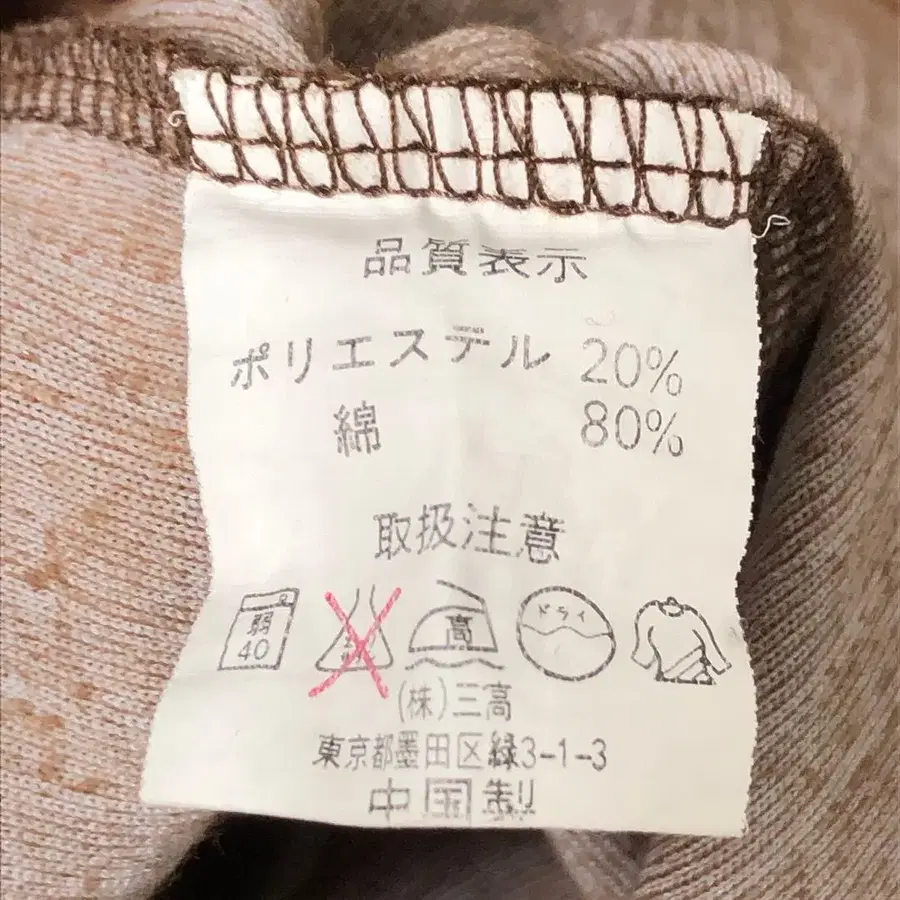 品質表示
ポリエステル 20%
綿 80%
取扱注意
弱 40 高 ドライ
(株)三高
東京都墨田区緑3-1-3
中国製